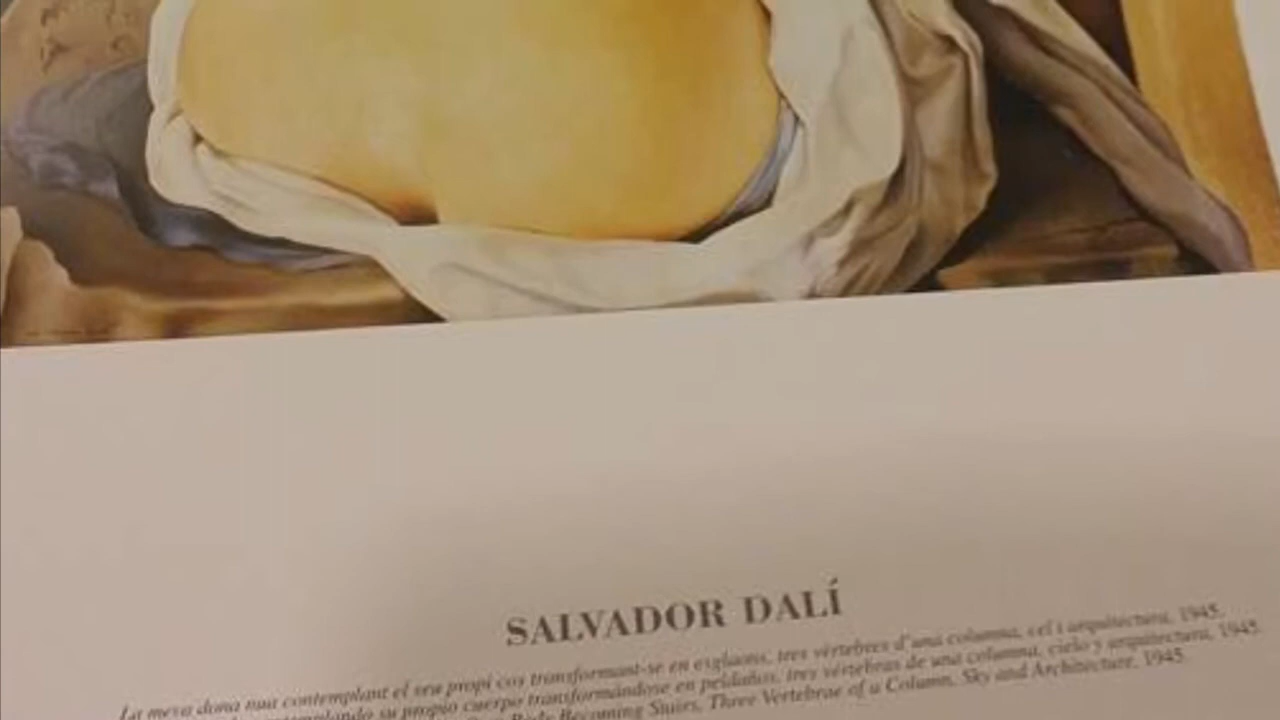 SALVADOR DALÍ
La meva dona nua contemplant el seu propi cos transformant-se en esglaons, tres vèrtebres d'una columna, cel i arquitectura, 1945.
contemplando su propio cuerpo transformándose en peldaños, tres vértebras de una columna, cielo y arquitectura, 1945.
Body Becoming Stairs, Three Vertebrae of a Column, Sky and Architecture, 1945.